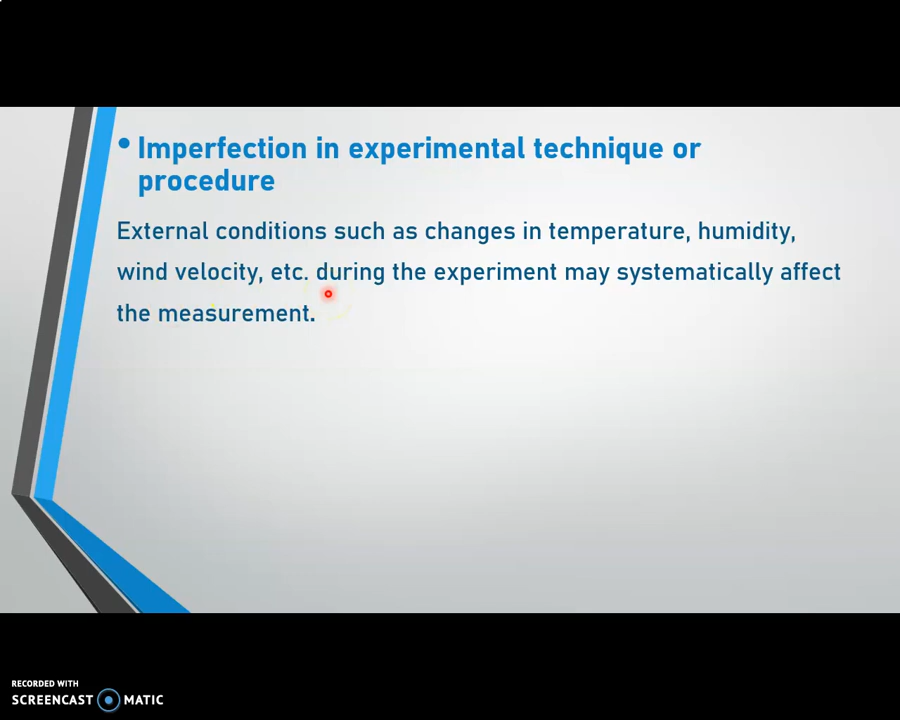 • Imperfection in experimental technique or
procedure
External conditions such as changes in temperature, humidity,
wind velocity, etc. during the experiment may systematically affect
the measurement.
RECORDED WITH
SCREENCAST MATIC